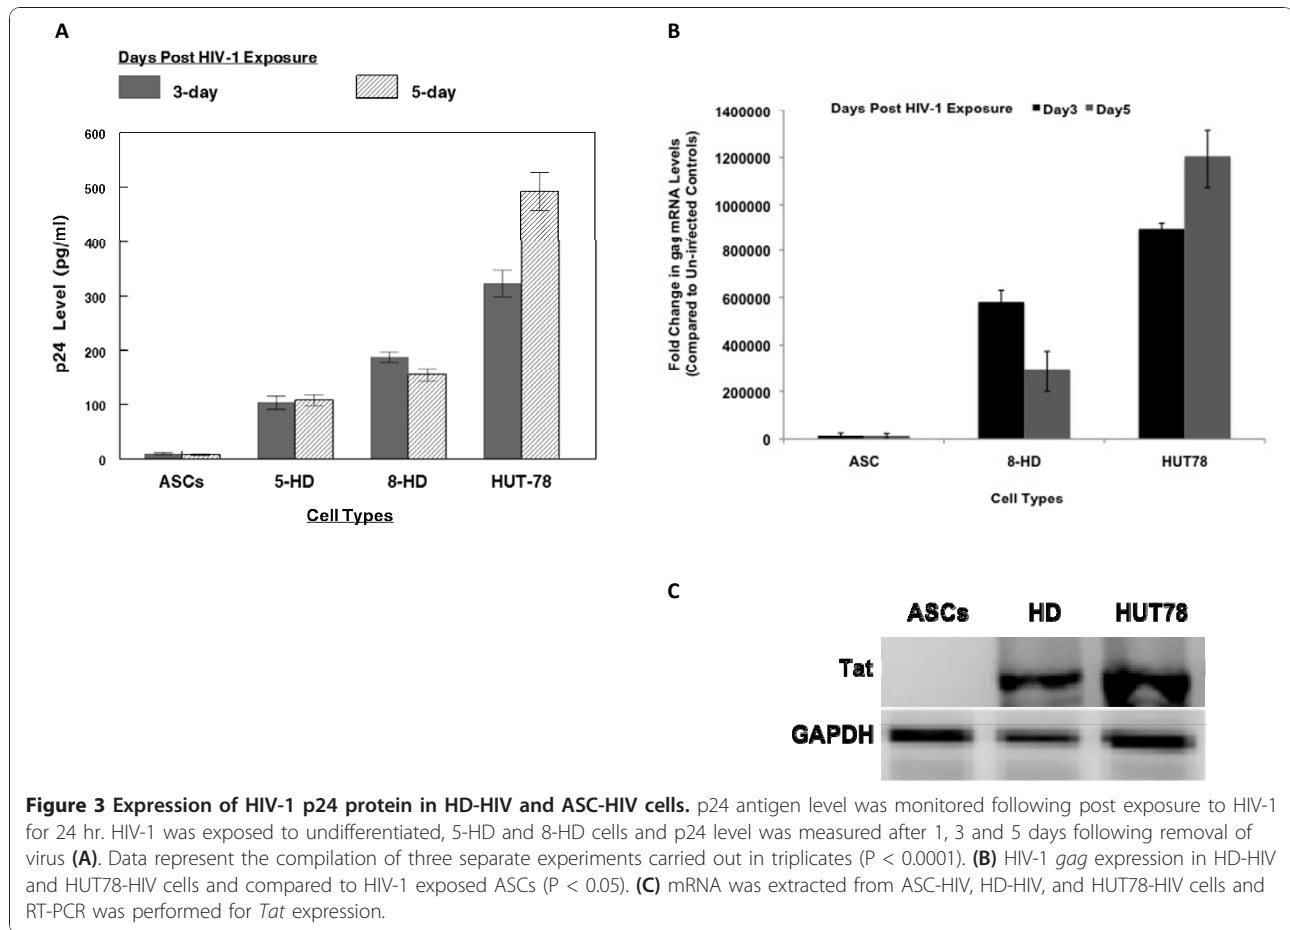 A
Days Post HIV-1 Exposure
3-day
5-day
600
500
400
300
200
100
0
p24 Level (pg/ml)
ASCs
5-HD
8-HD
HUT-78
Cell Types
B
Days Post HIV-1 Exposure
Day3
Day5
1400000
1200000
1000000
800000
600000
400000
200000
0
Fold Change in gag mRNA Levels
(Compared to Un-infected Controls)
ASC
8-HD
HUT78
Cell Types
C
ASCs
HD
HUT78
Tat
GAPDH
Figure 3 Expression of HIV-1 p24 protein in HD-HIV and ASC-HIV cells. p24 antigen level was monitored following post exposure to HIV-1
for 24 hr. HIV-1 was exposed to undifferentiated, 5-HD and 8-HD cells and p24 level was measured after 1, 3 and 5 days following removal of
virus (A). Data represent the compilation of three separate experiments carried out in triplicates (P < 0.0001). (B) HIV-1 gag expression in HD-HIV
and HUT78-HIV cells and compared to HIV-1 exposed ASCs (P < 0.05). (C) mRNA was extracted from ASC-HIV, HD-HIV, and HUT78-HIV cells and
RT-PCR was performed for Tat expression.